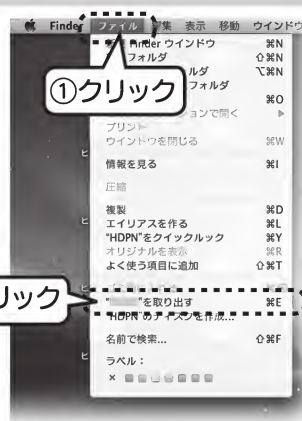 Finder ファイル 集 表示 移動 ウインドウ
Finder ウインドウ ⌘N
フォルダ ⇧⌘N
ルダ ⌥⌘N
フォルダ
①クリック
⌘O
ョンで開く ▶
プリント
ウインドウを閉じる ⌘W
情報を見る ⌘I
圧縮
複製 ⌘D
エイリアスを作る ⌘L
"HDPN"をクイックルック ⌘Y
オリジナルを表示 ⌘R
よく使う項目に追加 ⇧⌘T
リック
" "を取り出す ⌘E
"HDPN"のディスクを作成...
名前で検索... ⇧⌘F
ラベル：
×